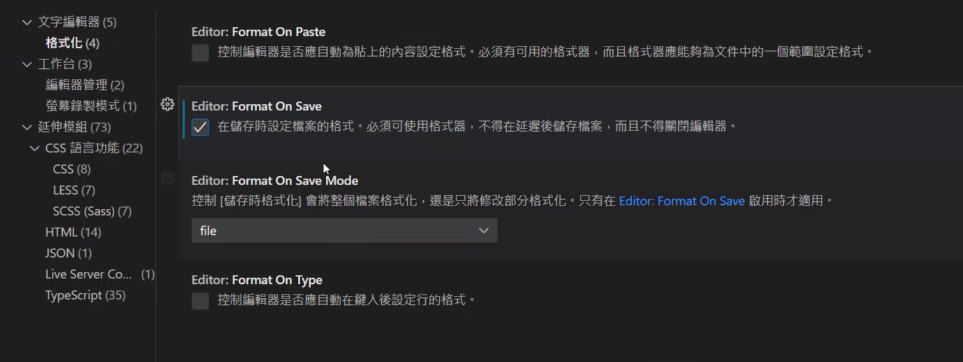 文字編輯器 (5)
格式化 (4)
工作台 (3)
編輯器管理 (2)
螢幕錄製模式 (1)
延伸模組 (73)
CSS 語言功能 (22)
CSS (8)
LESS (7)
SCSS (Sass) (7)
HTML (14)
JSON (1)
Live Server Co... (1)
TypeScript (35)
Editor: Format On Paste
控制編輯器是否應自動為貼上的內容設定格式。必須有可用的格式器，而且格式器應能夠為文件中的一個範圍設定格式。
Editor: Format On Save
在儲存時設定檔案的格式。必須可使用格式器，不得在延遲後儲存檔案，而且不得關閉編輯器。
Editor: Format On Save Mode
控制 [儲存時格式化] 會將整個檔案格式化，還是只將修改部分格式化。只有在 Editor: Format On Save 啟用時才適用。
file
Editor: Format On Type
控制編輯器是否應自動在鍵入後設定行的格式。